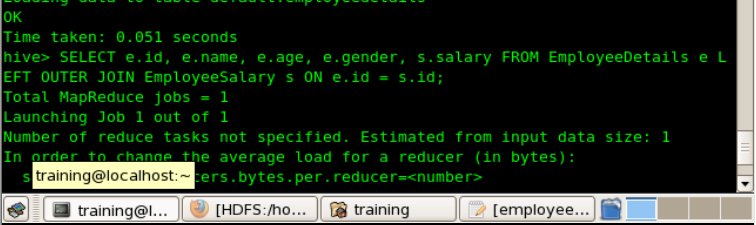 OK
Time taken: 0.051 seconds
hive> SELECT e.id, e.name, e.age, e.gender, s.salary FROM EmployeeDetails e L
EFT OUTER JOIN EmployeeSalary s ON e.id = s.id;
Total MapReduce jobs = 1
Launching Job 1 out of 1
Number of reduce tasks not specified. Estimated from input data size: 1
In order to change the average load for a reducer (in bytes):
s
training@localhost:~
cers.bytes.per.reducer=<number>
training@l...
[HDFS:/ho...
training
[employee...